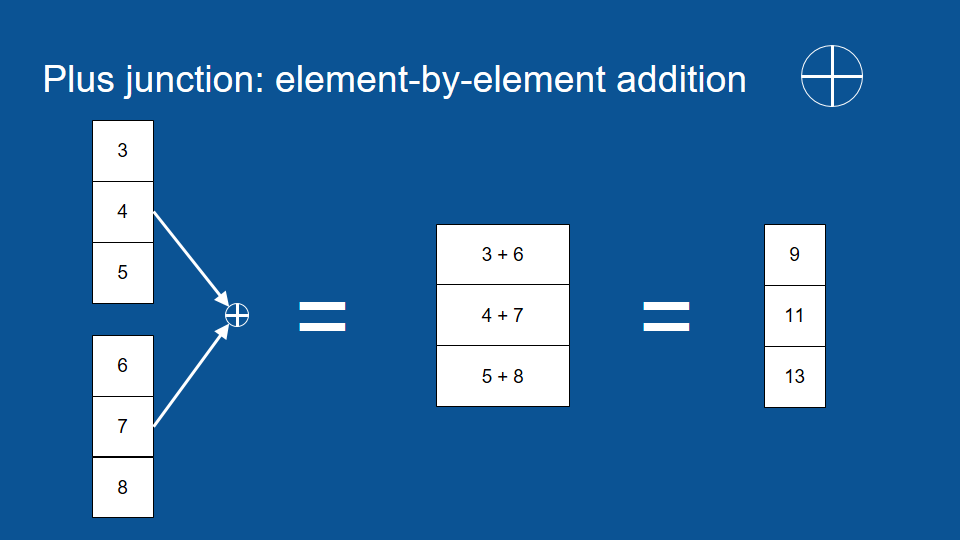 Plus junction: element-by-element addition
3
4
5
6
7
8
=
3 + 6
4 + 7
5 + 8
=
9
11
13